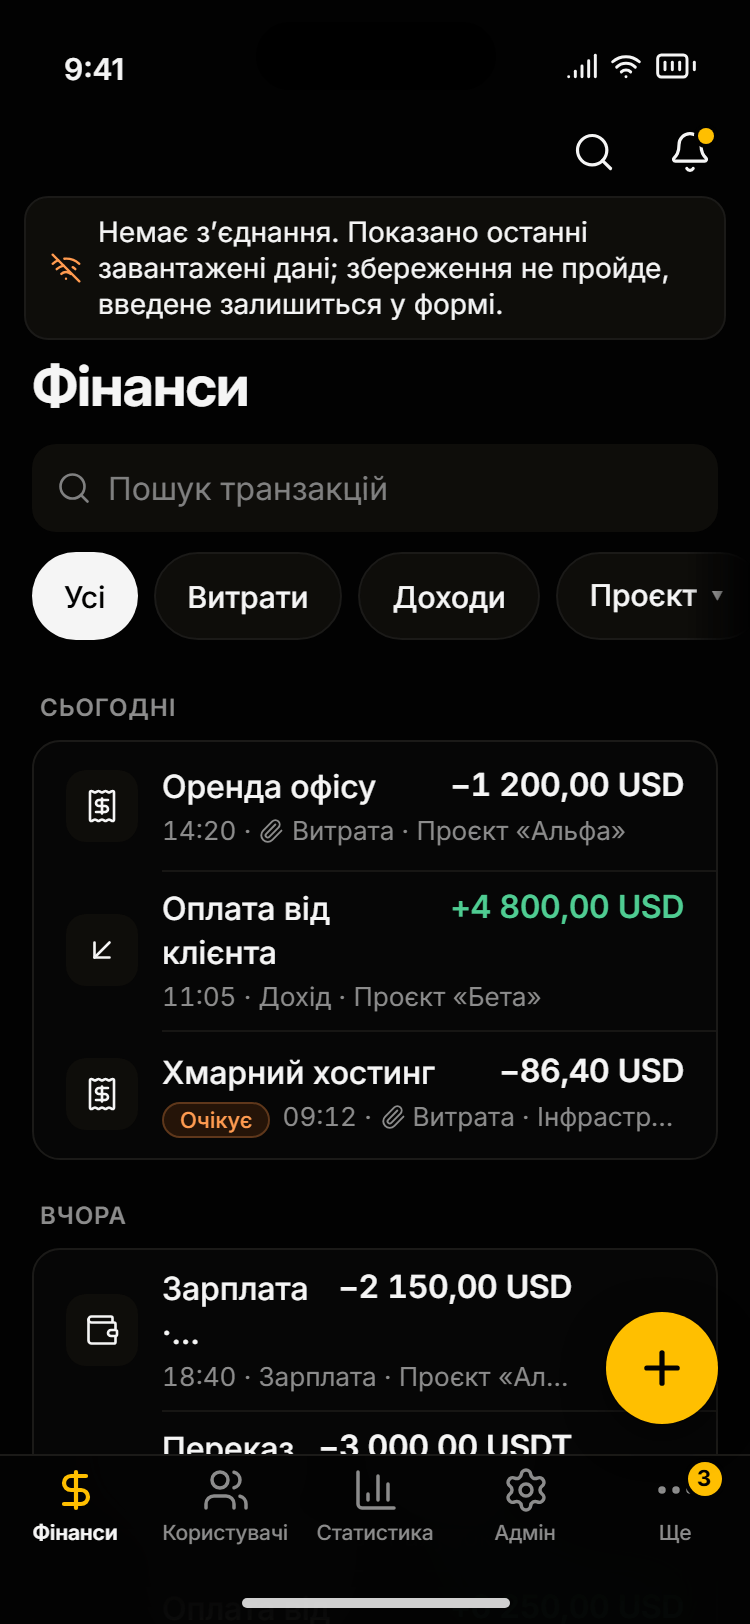 9:41
Немає з’єднання. Показано останні
завантажені дані; збереження не пройде,
введене залишиться у формі.
Фінанси
Пошук транзакцій
Усі
Витрати
Доходи
Проєкт
СЬОГОДНІ
Оренда офісу −1 200,00 USD
14:20 · Витрата · Проєкт «Альфа»
Оплата від +4 800,00 USD
клієнта
11:05 · Дохід · Проєкт «Бета»
Хмарний хостинг −86,40 USD
Очікує 09:12 · Витрата · Інфрастр...
ВЧОРА
Зарплата −2 150,00 USD
·...
18:40 · Зарплата · Проєкт «Ал...
Переказ −3 000,00 USDT
3
Фінанси
Користувачі
Статистика
Адмін
Ще
Оплата від